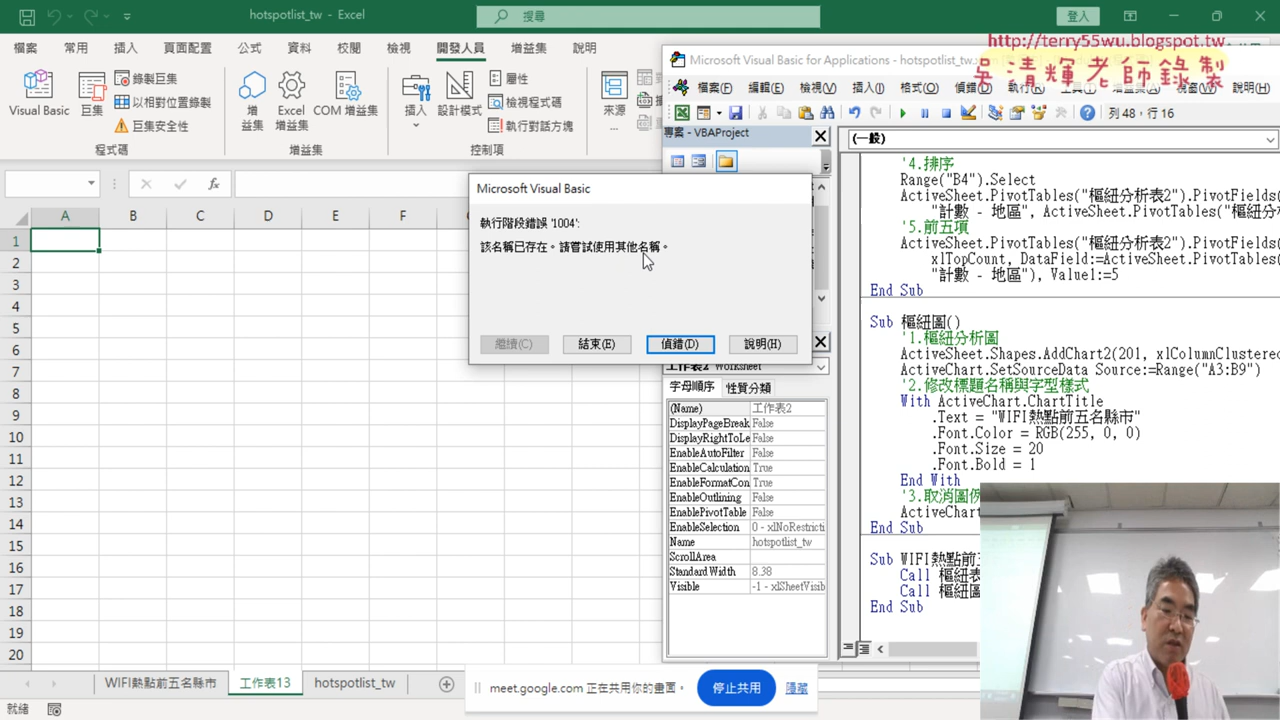 hotspotlist_tw - Excel
搜尋
登入
http://terry55wu.blogspot.tw
吳清輝老師錄製
檔案 常用 插入 頁面配置 公式 資料 校閱 檢視 開發人員 增益集 說明
Visual Basic
巨集
錄製巨集
以相對位置錄製
巨集安全性
程式碼
增
益集
Excel
增益集
COM 增益集
增益集
插入
設計模式
屬性
檢視程式碼
執行對話方塊
控制項
來源
...
fx
A B C D E F
1
2
3
4
5
6
7
8
9
10
11
12
13
14
15
16
17
18
19
20
WIFI熱點前五名縣市 工作表13 hotspotlist_tw
就緒
Microsoft Visual Basic for Applications - hotspotlist_tw
檔案(F) 編輯(E) 檢視(V) 插入(I) 格式(O) 偵錯(D) 執行(R) 說明(H)
列 48，行 16
專案 - VBAProject
(一般)
Microsoft Visual Basic
執行階段錯誤 '1004':
該名稱已存在。請嘗試使用其他名稱。
繼續(C) 結束(E) 偵錯(D) 說明(H)
工作表2 Worksheet
字母順序 性質分類
(Name) 工作表2
DisplayPageBreak False
DisplayRightToLe False
EnableAutoFilter False
EnableCalculation True
EnableFormatCon True
EnableOutlining False
EnablePivotTable False
EnableSelection 0 - xlNoRestricti
Name hotspotlist_tw
ScrollArea
Standard Width 8.38
Visible -1 - xlSheetVisib
'4.排序
Range("B4").Select
ActiveSheet.PivotTables("樞紐分析表2").PivotFields(
"計數 - 地區", ActiveSheet.PivotTables("樞紐分
'5.前五項
ActiveSheet.PivotTables("樞紐分析表2").PivotFields(
xlTopCount, DataField:=ActiveSheet.PivotTables(
"計數 - 地區"), Value1:=5
End Sub
Sub 樞紐圖()
'1.樞紐分析圖
ActiveSheet.Shapes.AddChart2(201, xlColumnClustered
ActiveChart.SetSourceData Source:=Range("A3:B9")
'2.修改標題名稱與字型樣式
With ActiveChart.ChartTitle
.Text = "WIFI熱點前五名縣市"
.Font.Color = RGB(255, 0, 0)
.Font.Size = 20
.Font.Bold = 1
End With
'3.取消圖例
ActiveChart
End Sub
Sub WIFI熱點前五
Call 樞紐表
Call 樞紐圖
End Sub
meet.google.com 正在共用你的畫面。 停止共用 隱藏